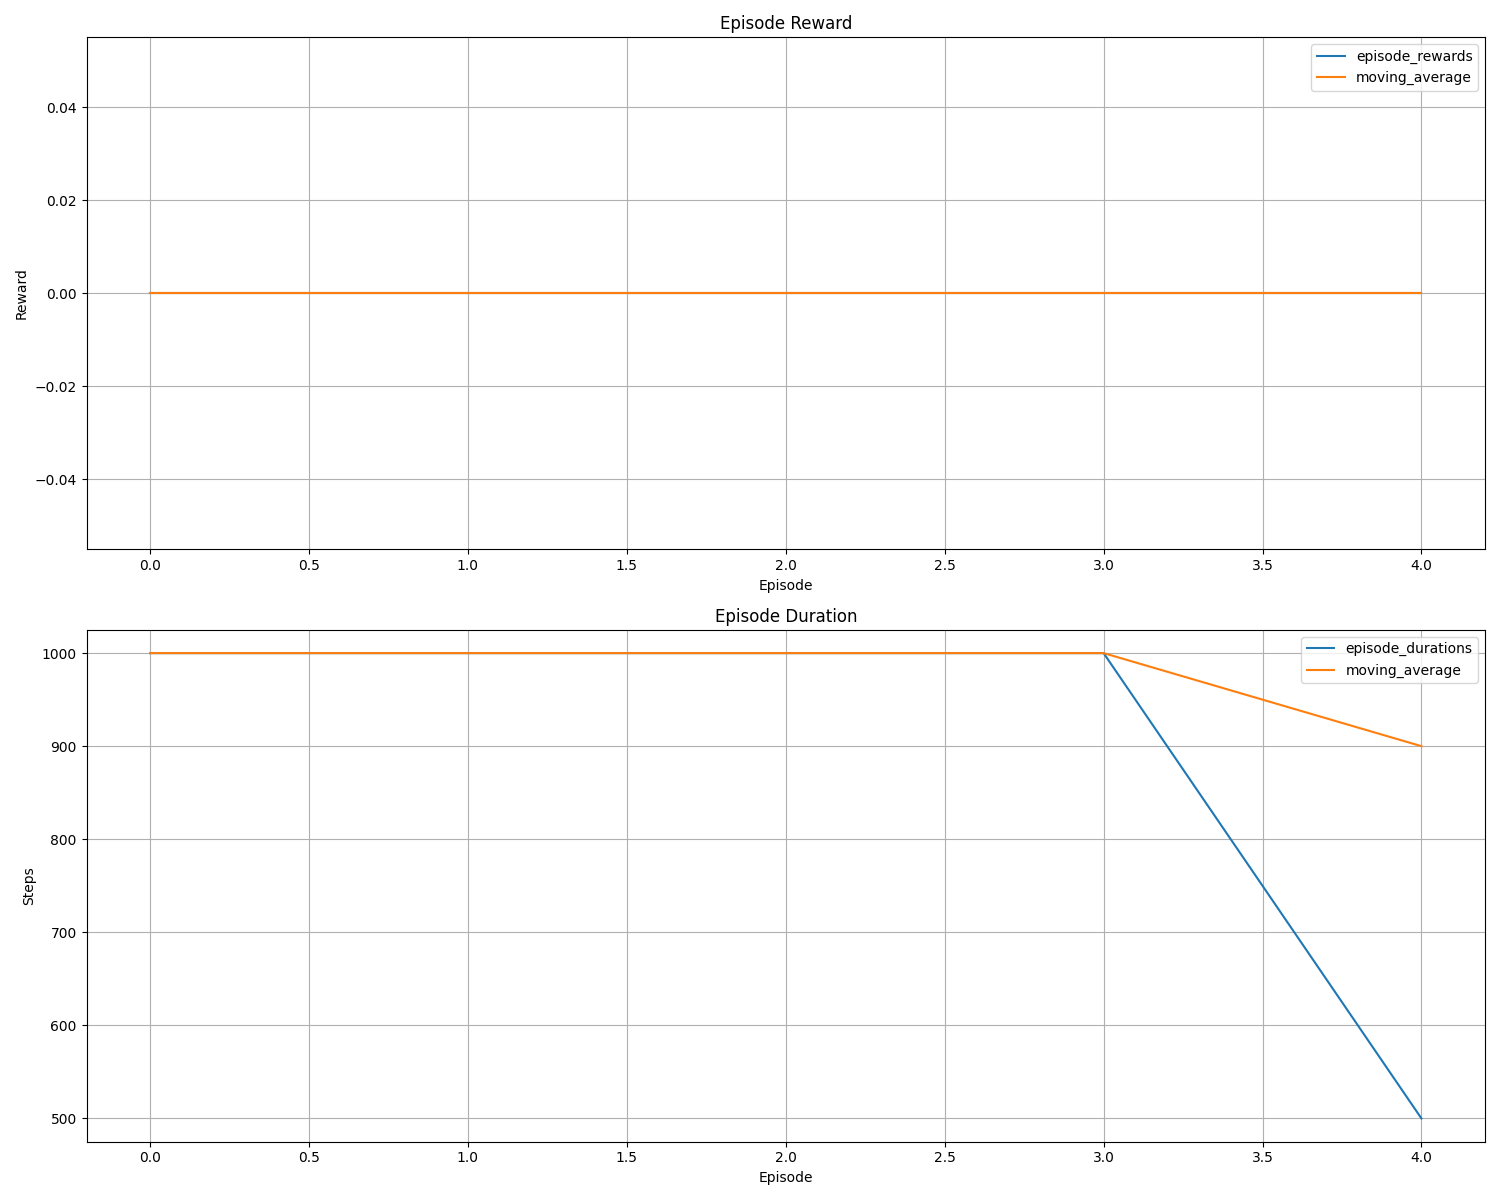 Episode Reward
episode_rewards
moving_average
0.04
0.02
0.00
−0.02
−0.04
Reward
0.0 0.5 1.0 1.5 2.0 2.5 3.0 3.5 4.0
Episode
Episode Duration
episode_durations
moving_average
1000
900
800
700
600
500
Steps
0.0 0.5 1.0 1.5 2.0 2.5 3.0 3.5 4.0
Episode